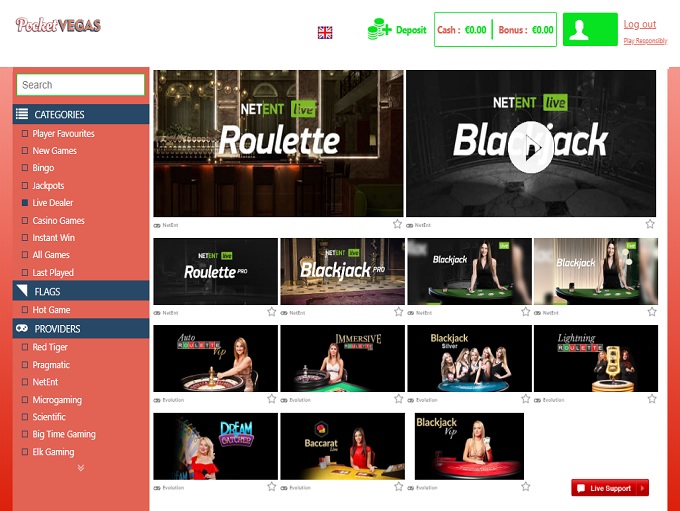 PocketVEGAS
Deposit
Cash : €0.00
Bonus : €0.00
Log out
Play Responsibly
Search
CATEGORIES
Player Favourites
New Games
Bingo
Jackpots
Live Dealer
Casino Games
Instant Win
All Games
Last Played
FLAGS
Hot Game
PROVIDERS
Red Tiger
Pragmatic
NetEnt
Microgaming
Scientific
Big Time Gaming
Elk Gaming
NETENT live
Roulette
NETENT live
Blackjack
NetEnt
NetEnt
NETENT live
Roulette PRO
NETENT live
Blackjack PRO
Blackjack
live
Blackjack
live
NetEnt
NetEnt
NetEnt
NetEnt
Auto
ROULETTE
Vip
IMMERSIVE
ROULETTE
Blackjack
Silver
Lightning
ROULETTE
Evolution
Evolution
Evolution
Evolution
DREAM
CATCHER
Baccarat
Live
Blackjack
Vip
Evolution
Evolution
Evolution
Live Support